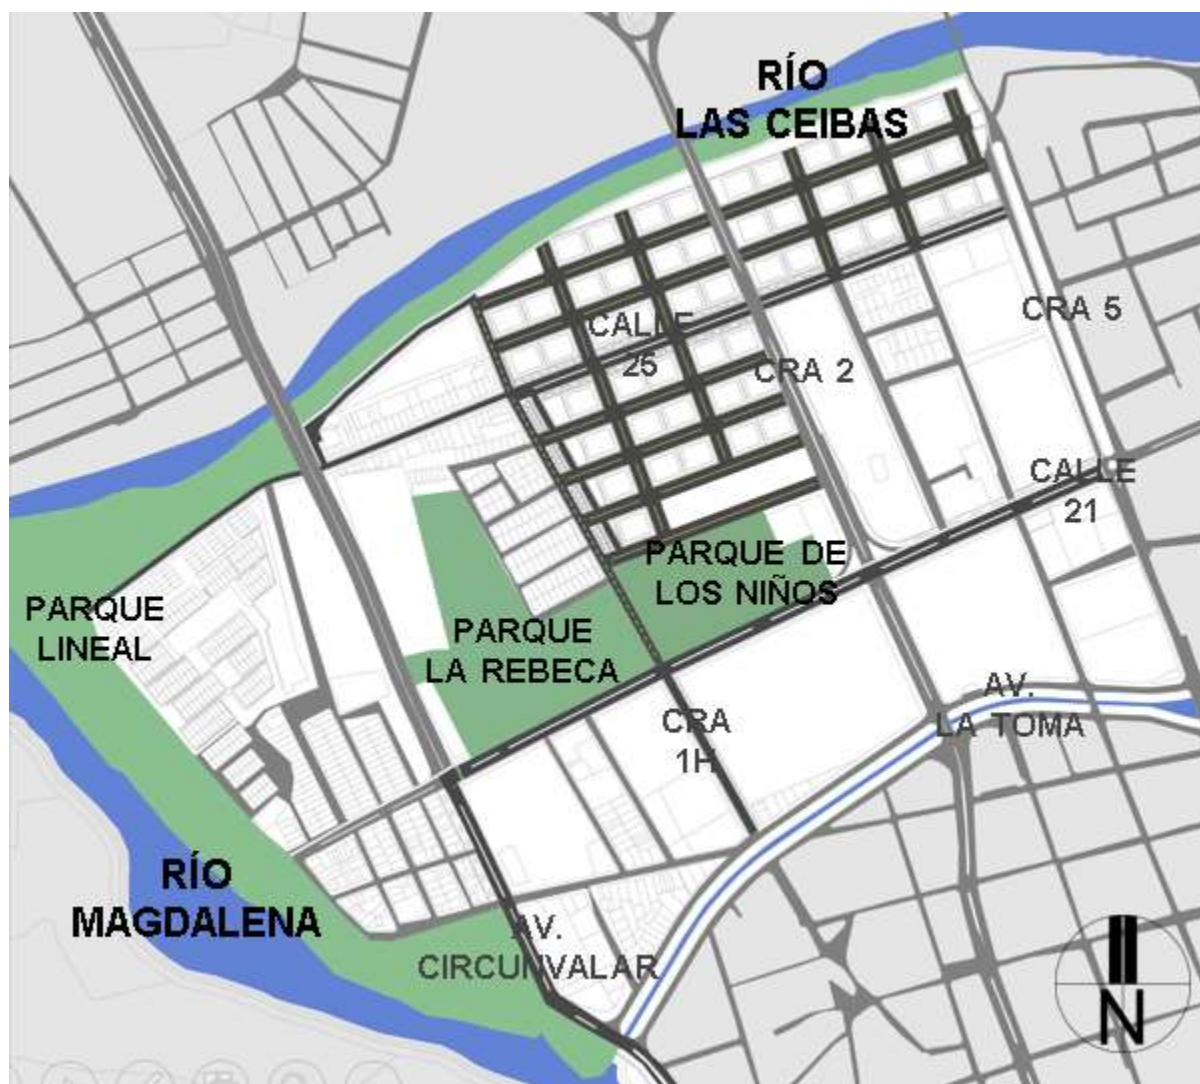 RÍO
LAS CEIBAS
CRA 5
CALLE
25
CRA 2
CALLE
21
PARQUE DE
LOS NIÑOS
PARQUE
LINEAL
PARQUE
LA REBECA
AV.
LA TOMA
CRA
1H
RÍO
MAGDALENA
AV.
CIRCUNVALAR
N